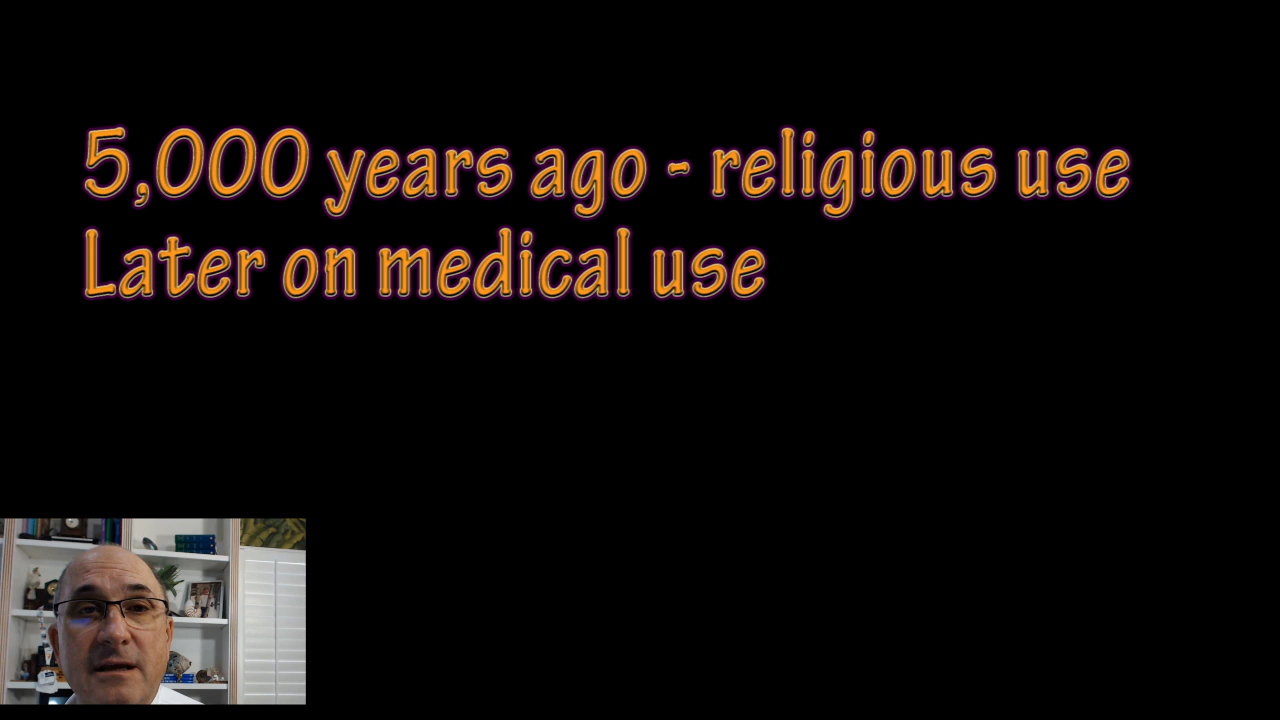 5,000 years ago - religious use
Later on medical use